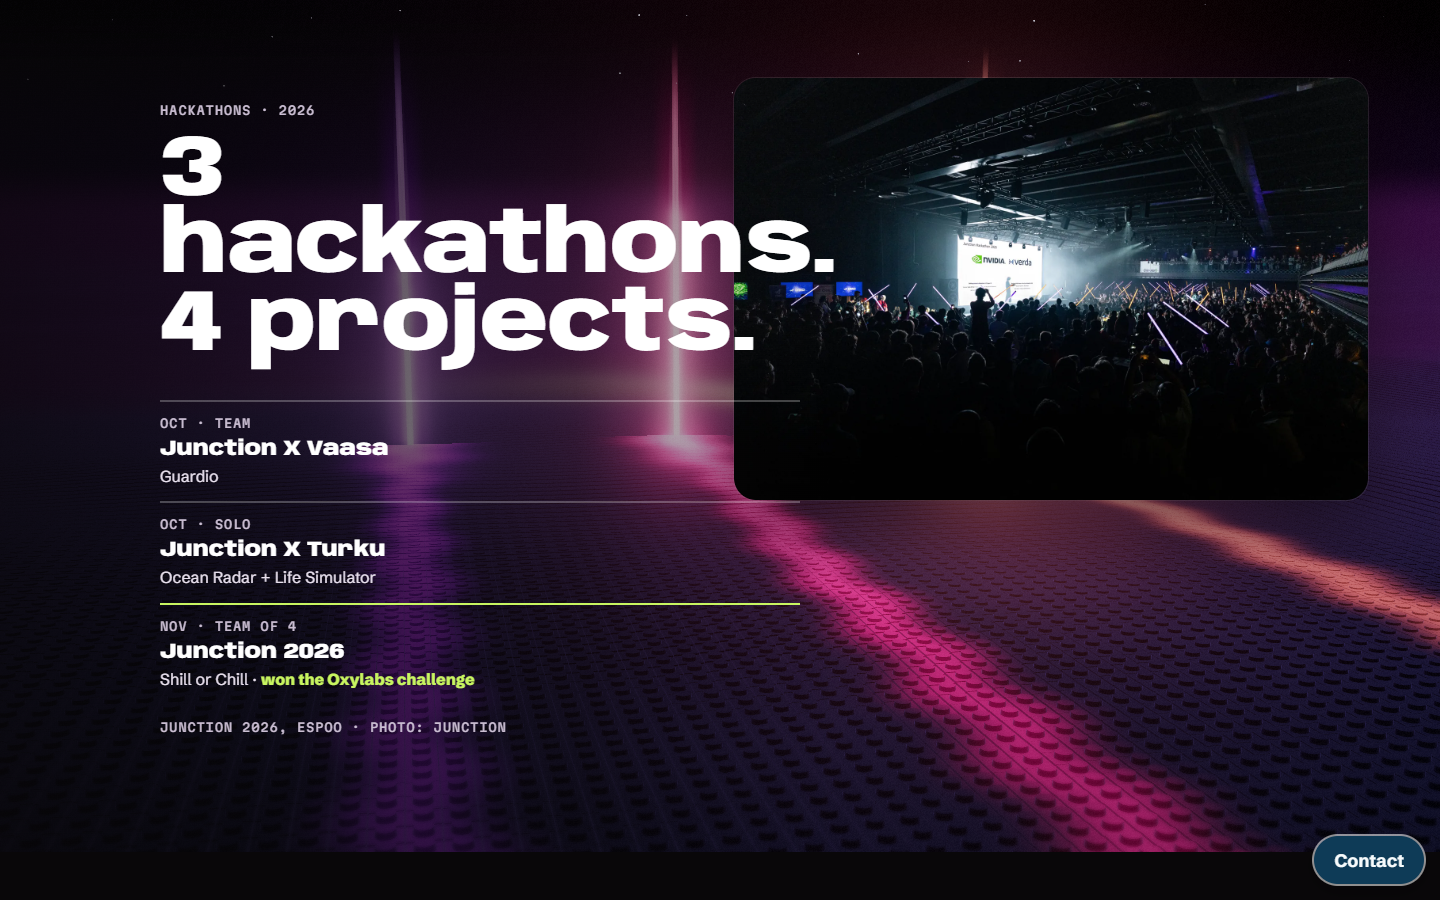 HACKATHONS · 2026
3
hackathons.
4 projects.
OCT · TEAM
Junction X Vaasa
Guardio
OCT · SOLO
Junction X Turku
Ocean Radar + Life Simulator
NOV · TEAM OF 4
Junction 2026
Shill or Chill · won the Oxylabs challenge
JUNCTION 2026, ESPOO · PHOTO: JUNCTION
NVIDIA.
verda
Contact